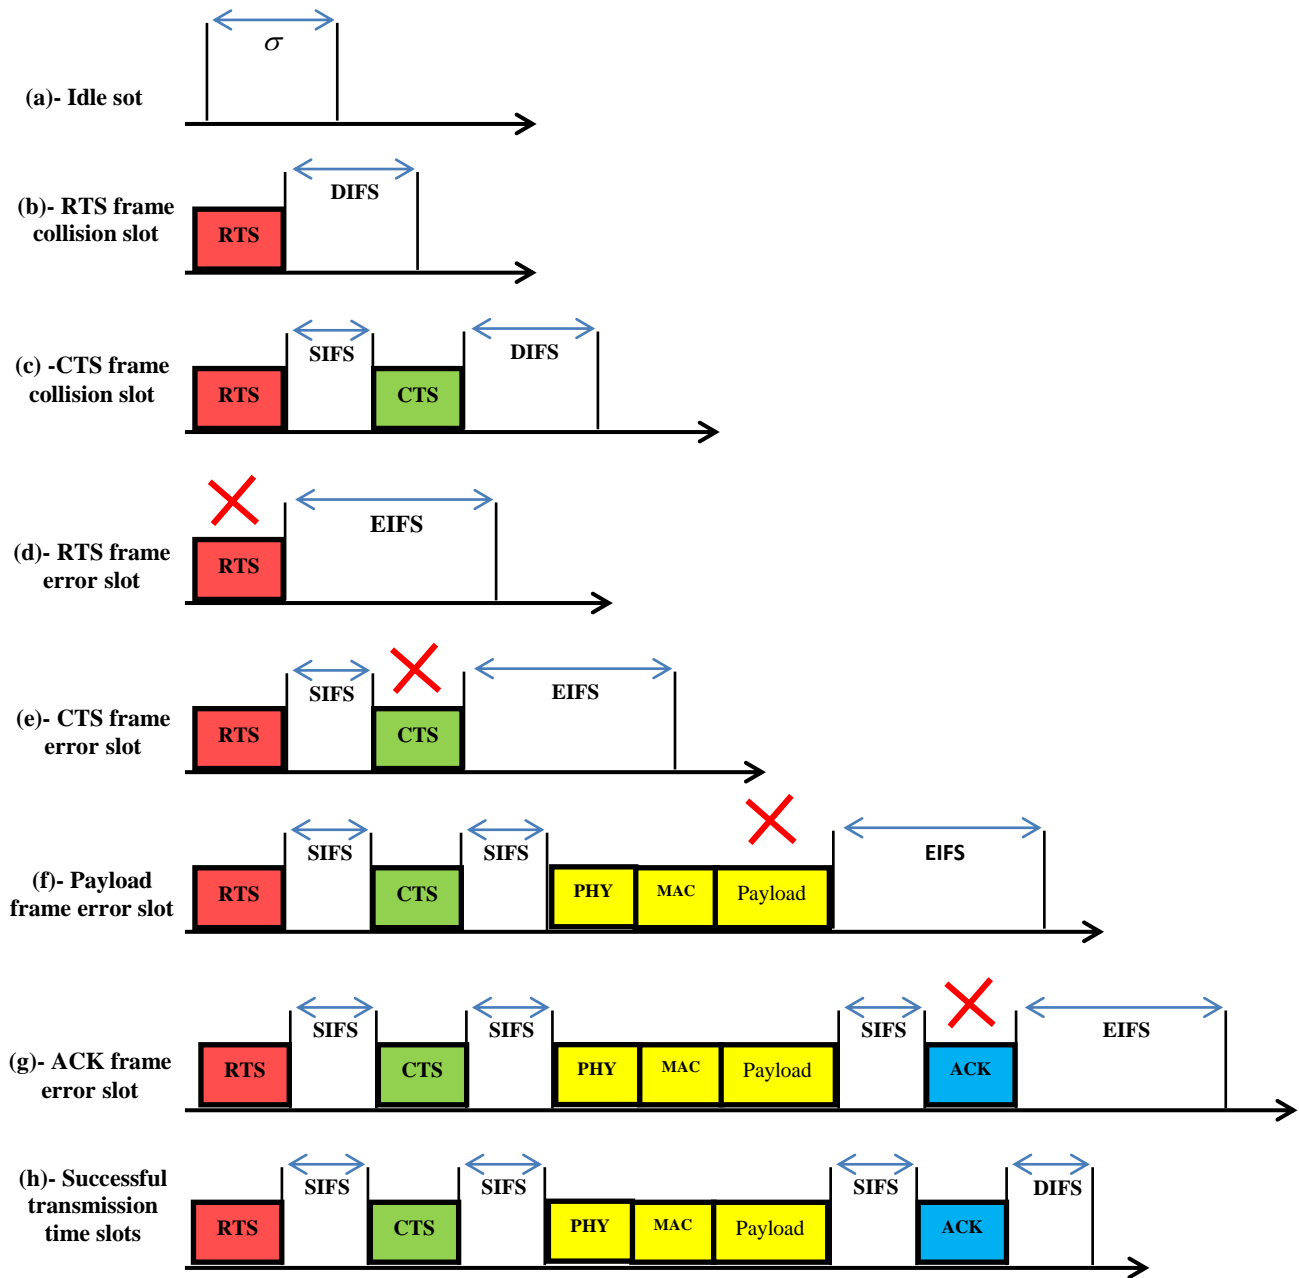 σ
(a)- Idle sot
DIFS
(b)- RTS frame
collision slot
RTS
SIFS
DIFS
(c) -CTS frame
collision slot
RTS
CTS
EIFS
(d)- RTS frame
error slot
RTS
SIFS
EIFS
(e)- CTS frame
error slot
RTS
CTS
SIFS
SIFS
EIFS
(f)- Payload
frame error slot
RTS
CTS
PHY
MAC
Payload
SIFS
SIFS
SIFS
EIFS
(g)- ACK frame
error slot
RTS
CTS
PHY
MAC
Payload
ACK
SIFS
SIFS
SIFS
DIFS
(h)- Successful
transmission
time slots
RTS
CTS
PHY
MAC
Payload
ACK